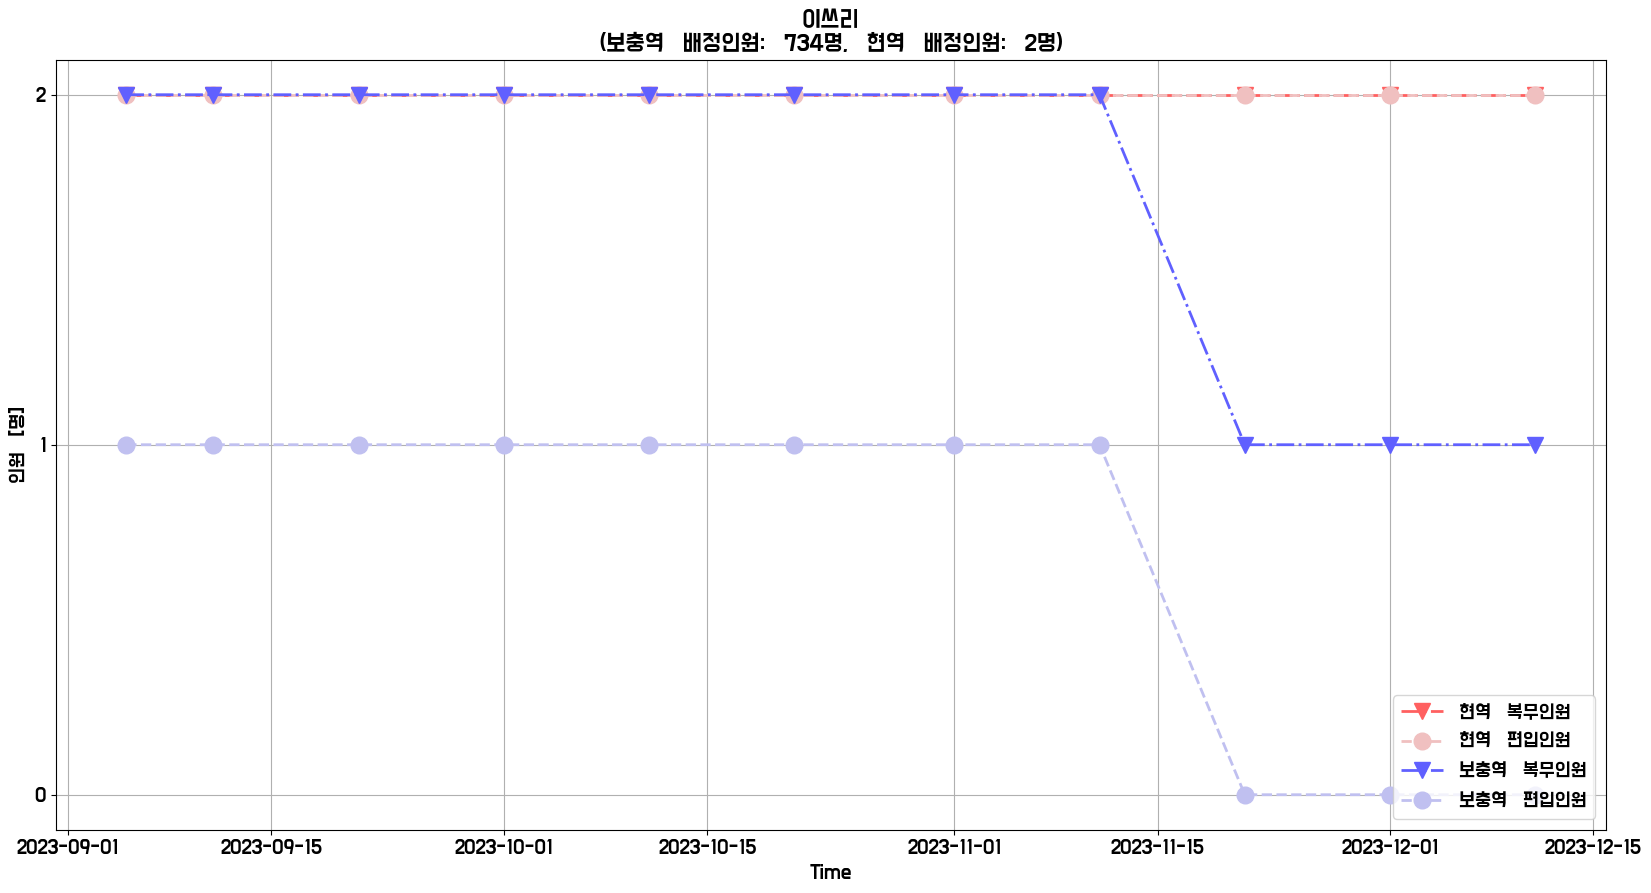 이쓰리
(보충역 배정인원: 734명, 현역 배정인원: 2명)
인원 [명]
2
1
0
현역 복무인원
현역 편입인원
보충역 복무인원
보충역 편입인원
2023-09-01 2023-09-15 2023-10-01 2023-10-15 2023-11-01 2023-11-15 2023-12-01 2023-12-15
Time